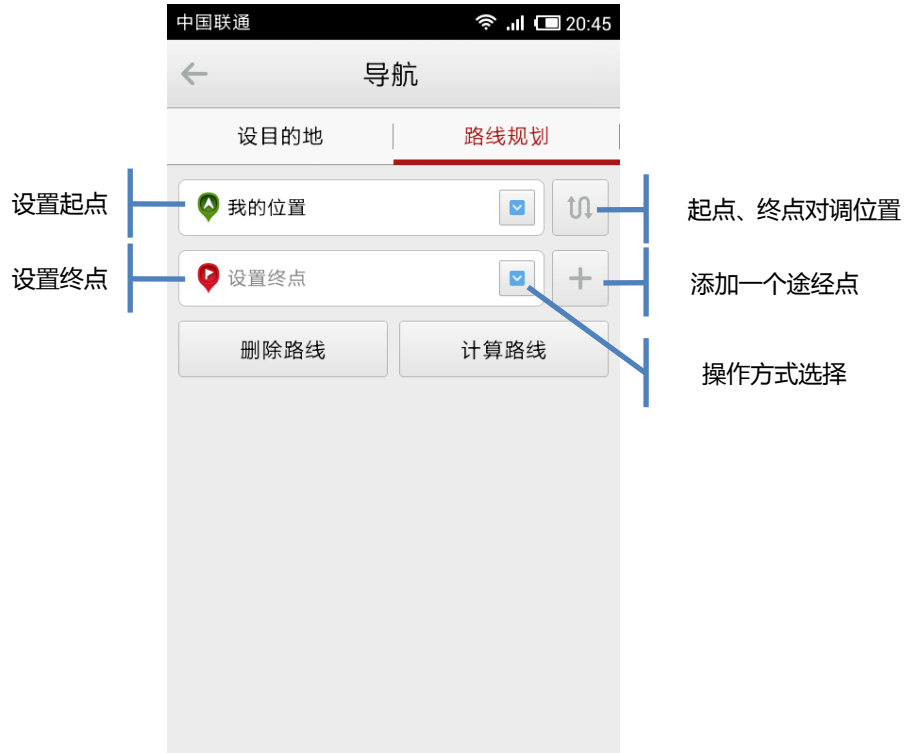 中国联通
20:45
导航
设目的地
路线规划
设置起点
我的位置
起点、终点对调位置
设置终点
设置终点
添加一个途经点
删除路线
计算路线
操作方式选择